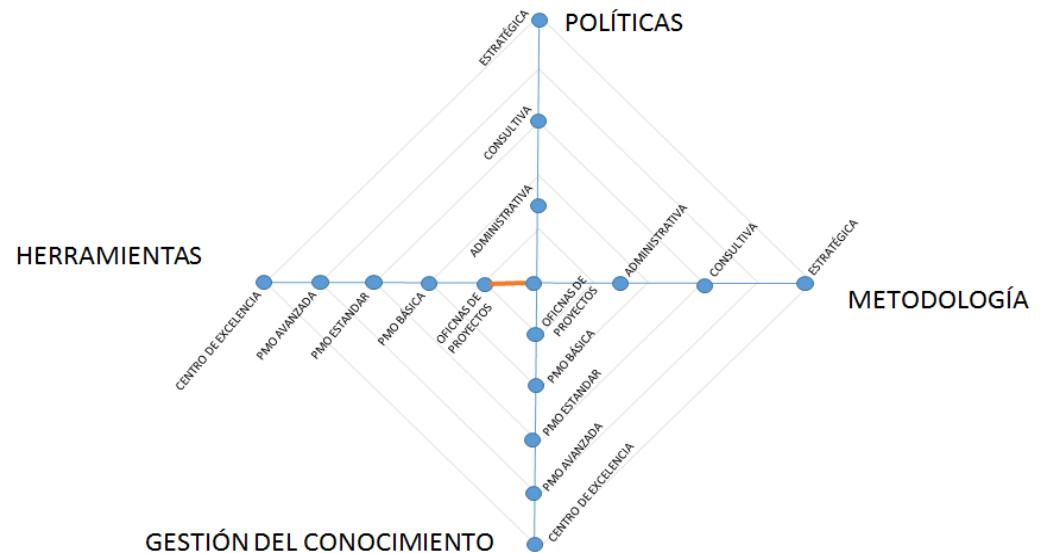 POLÍTICAS
ESTRATÉGICA
CONSULTIVA
ADMINISTRATIVA
HERRAMIENTAS
CENTRO DE EXCELENCIA
PMO AVANZADA
PMO ESTANDAR
PMO BÁSICA
OFICNAS DE
PROYECTOS
ADMINISTRATIVA
CONSULTIVA
ESTRATÉGICA
METODOLOGÍA
OFICNAS DE
PROYECTOS
PMO BÁSICA
PMO ESTANDAR
PMO AVANZADA
CENTRO DE EXCELENCIA
GESTIÓN DEL CONOCIMIENTO